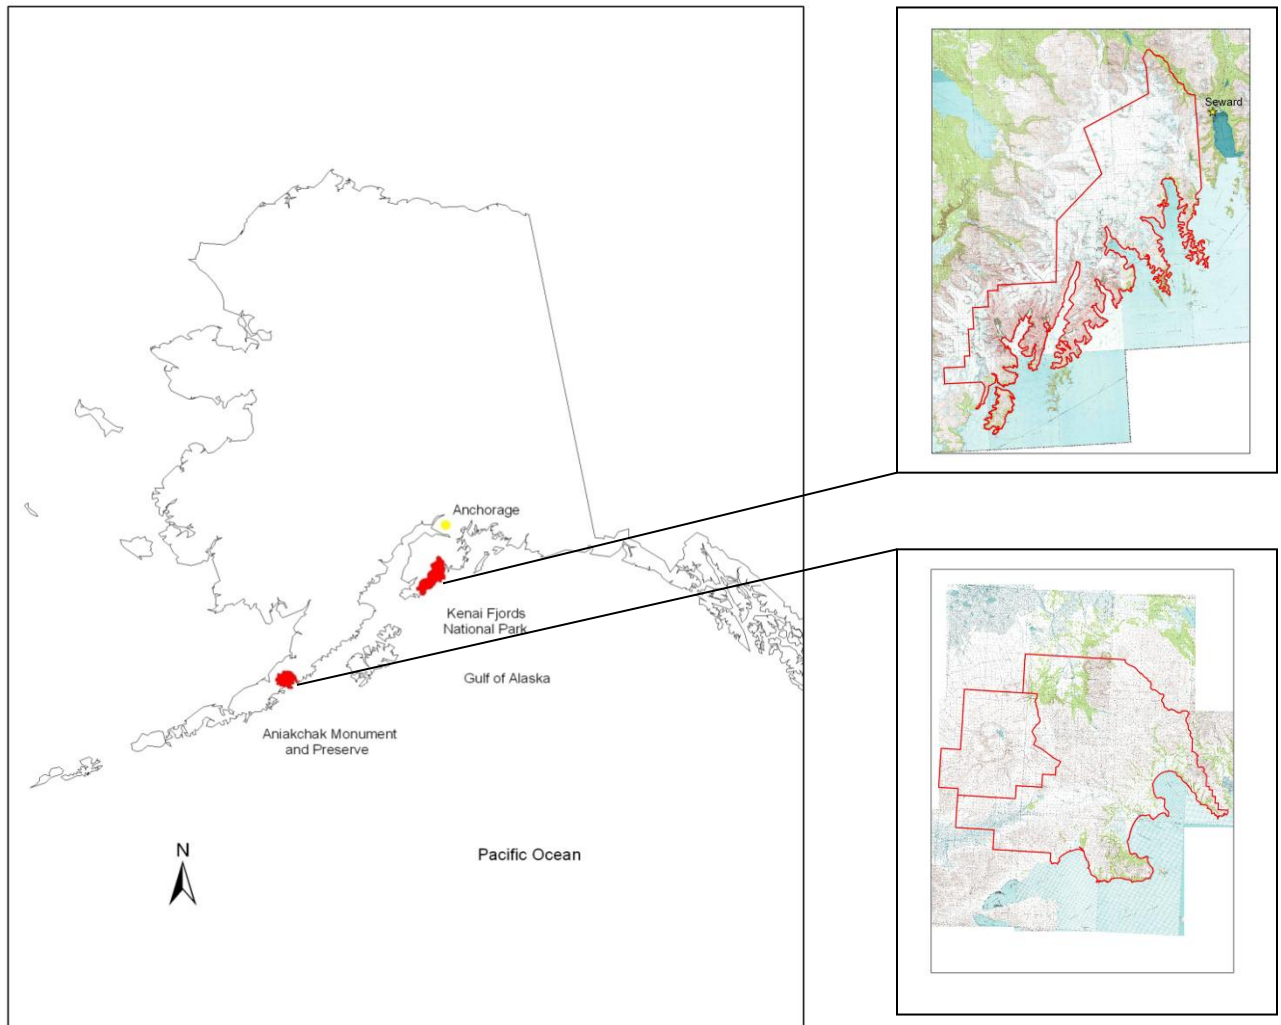 Anchorage
Kenai Fjords
National Park
Gulf of Alaska
Aniakchak Monument
and Preserve
N
Pacific Ocean
Seward